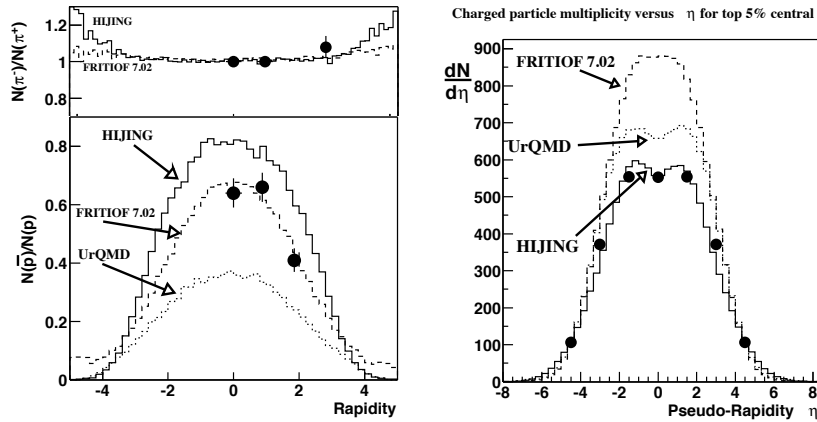 N(π⁻)/N(π⁺)
1.2
1
0.8
HIJING
FRITIOF 7.02
N(p̅)/N(p)
0.8
0.6
0.4
0.2
0
HIJING
FRITIOF 7.02
UrQMD
-4 -2 0 2 4
Rapidity
Charged particle multiplicity versus η for top 5% central
dN
dη
900
800
700
600
500
400
300
200
100
0
FRITIOF 7.02
UrQMD
HIJING
-8 -6 -4 -2 0 2 4 6 8
Pseudo-Rapidity η